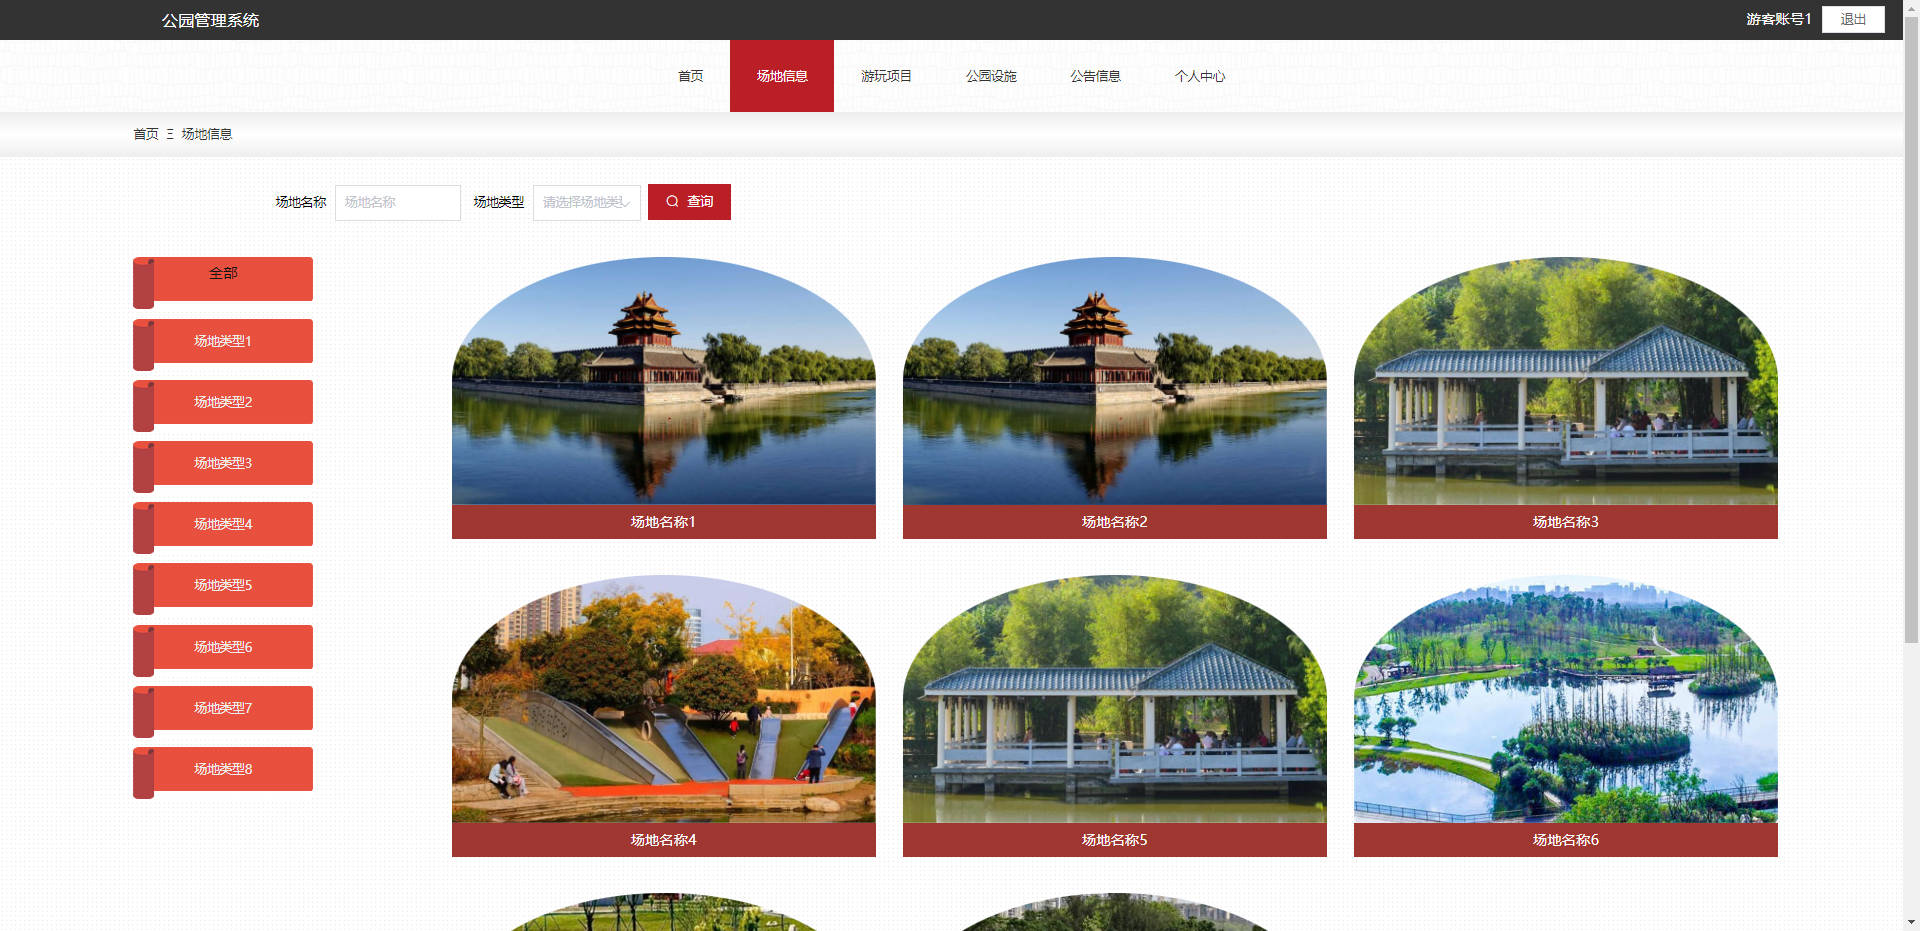 公园管理系统
游客账号1
退出
首页
场地信息
游玩项目
公园设施
公告信息
个人中心
首页 Ξ 场地信息
场地名称
场地名称
场地类型
请选择场地类
查询
全部
场地类型1
场地类型2
场地类型3
场地类型4
场地类型5
场地类型6
场地类型7
场地类型8
场地名称1
场地名称2
场地名称3
场地名称4
场地名称5
场地名称6